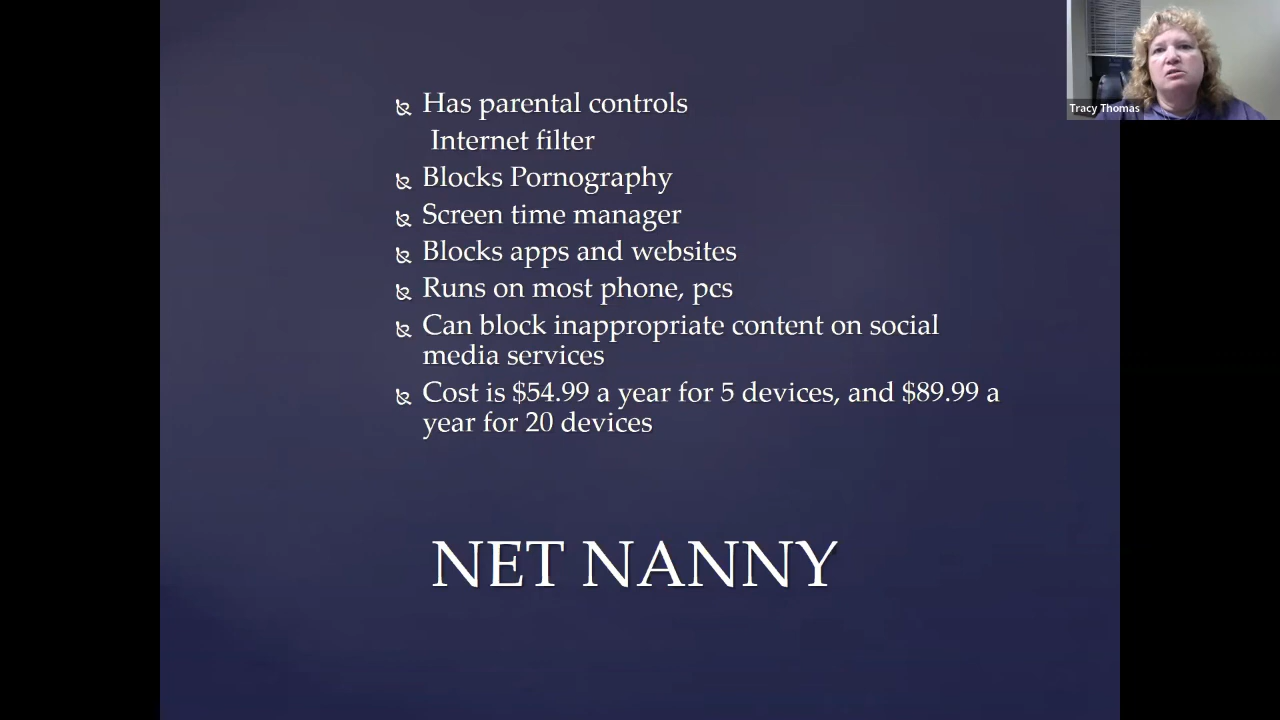 Has parental controls
Internet filter
Blocks Pornography
Screen time manager
Blocks apps and websites
Runs on most phone, pcs
Can block inappropriate content on social
media services
Cost is $54.99 a year for 5 devices, and $89.99 a
year for 20 devices
NET NANNY
Tracy Thomas